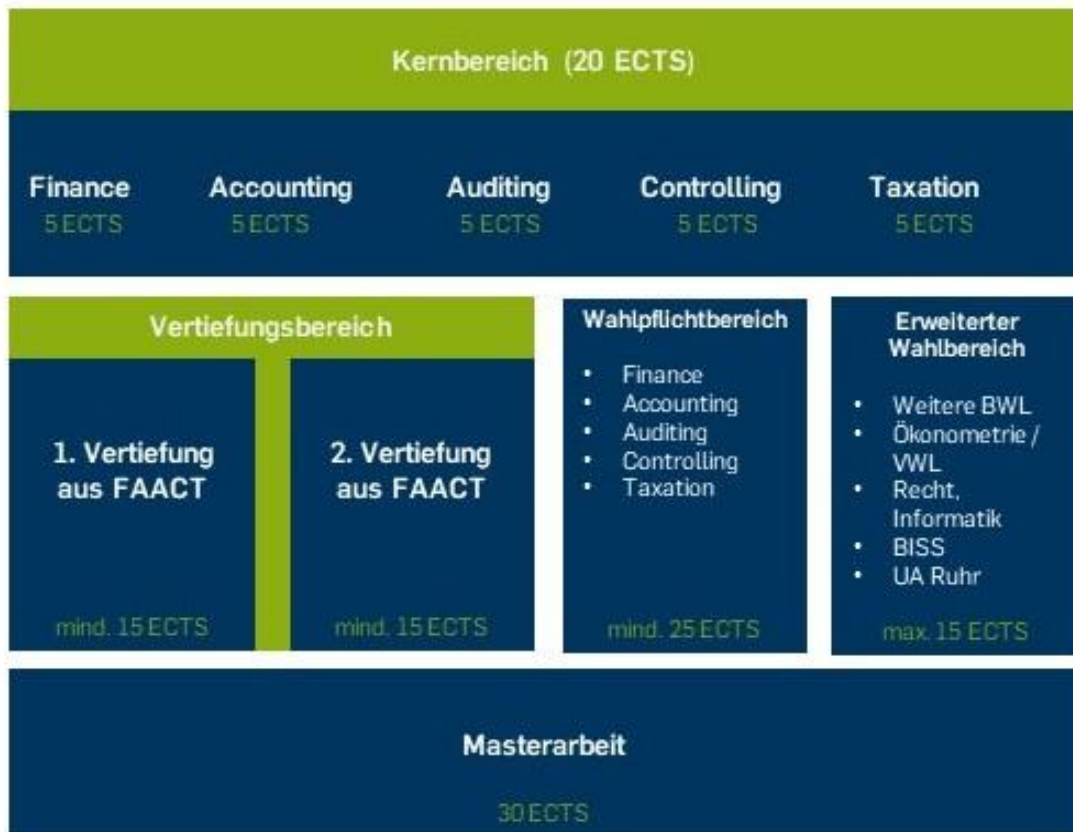 Kernbereich (20 ECTS)
Finance
5 ECTS
Accounting
5 ECTS
Auditing
5 ECTS
Controlling
5 ECTS
Taxation
5 ECTS
Vertiefungsbereich
1. Vertiefung
aus FAACT
mind. 15 ECTS
2. Vertiefung
aus FAACT
mind. 15 ECTS
Wahlpflichtbereich
• Finance
• Accounting
• Auditing
• Controlling
• Taxation
mind. 25 ECTS
Erweiterter
Wahlbereich
• Weitere BWL
• Ökonometrie /
VWL
• Recht,
Informatik
• BISS
• UA Ruhr
max. 15 ECTS
Masterarbeit
30 ECTS